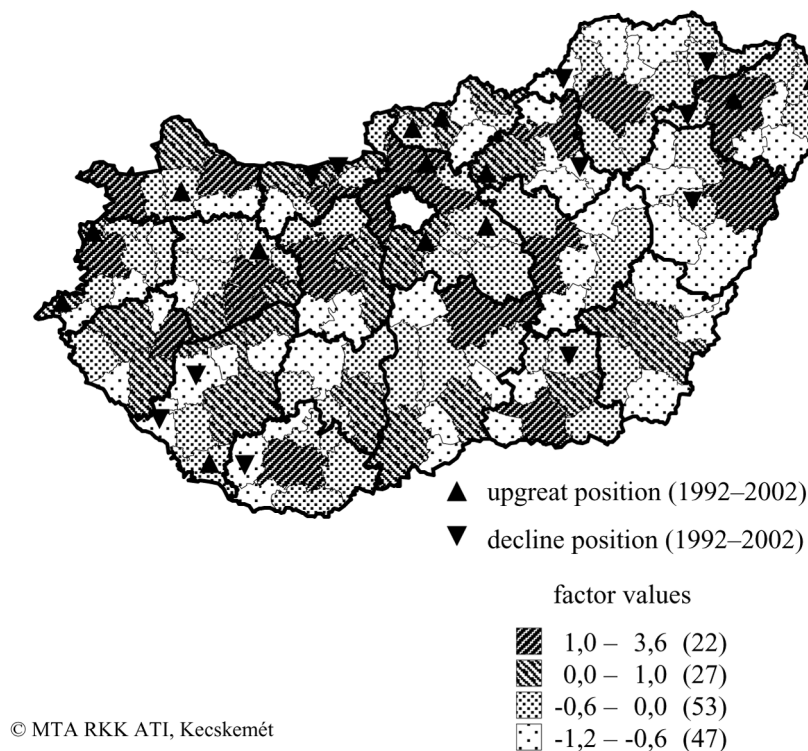 ▲ upgreat position (1992–2002)
▼ decline position (1992–2002)
factor values
1,0 – 3,6 (22)
0,0 – 1,0 (27)
-0,6 – 0,0 (53)
-1,2 – -0,6 (47)
© MTA RKK ATI, Kecskemét